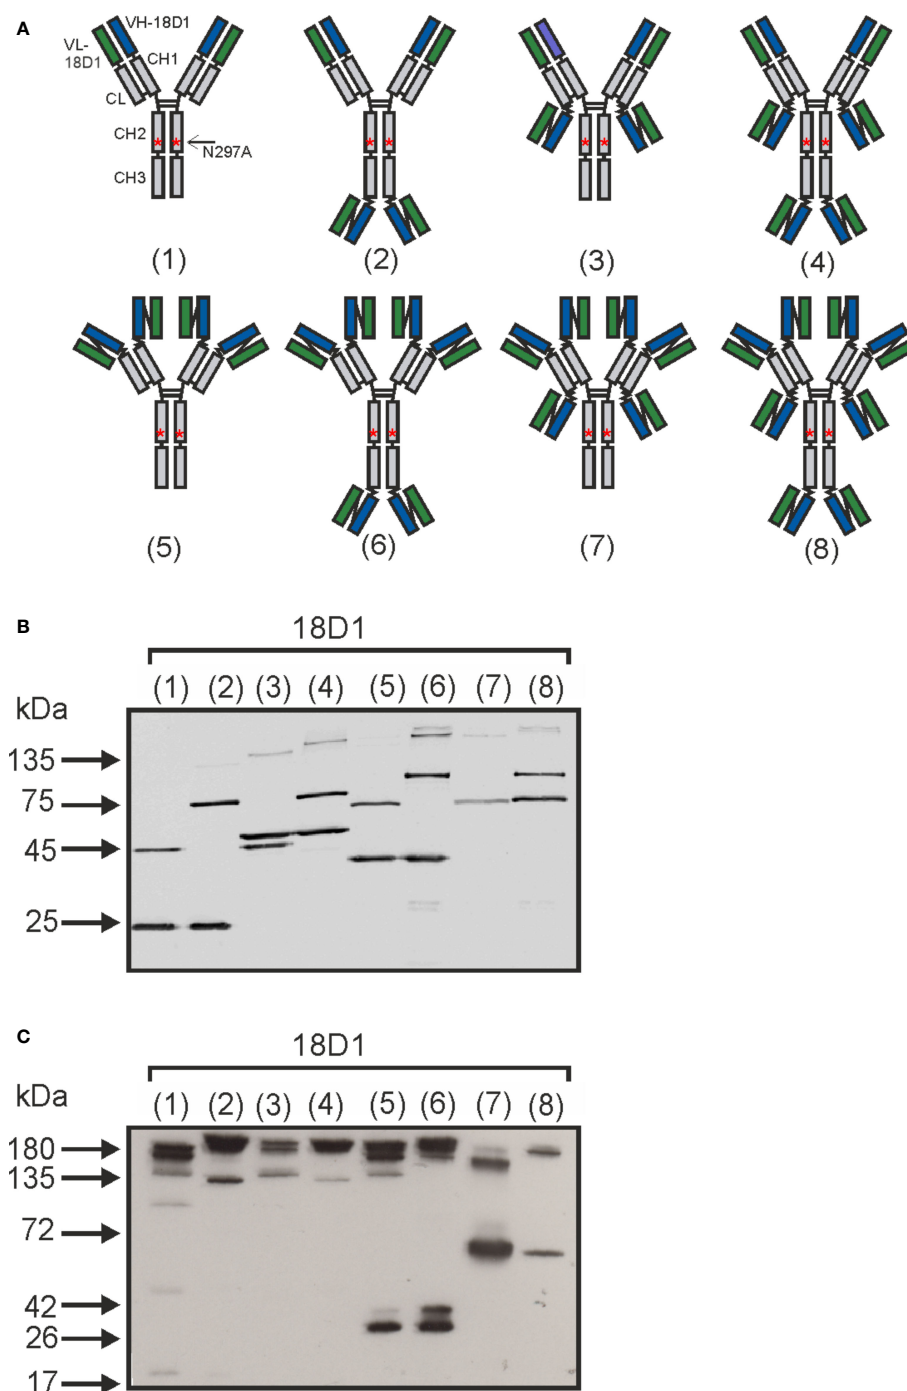 A
VH-18D1
VL-
18D1
CH1
CL
CH2
N297A
CH3
(1) (2) (3) (4)
(5) (6) (7) (8)
B
18D1
(1) (2) (3) (4) (5) (6) (7) (8)
kDa
135
75
45
25
C
18D1
(1) (2) (3) (4) (5) (6) (7) (8)
kDa
180
135
72
42
26
17